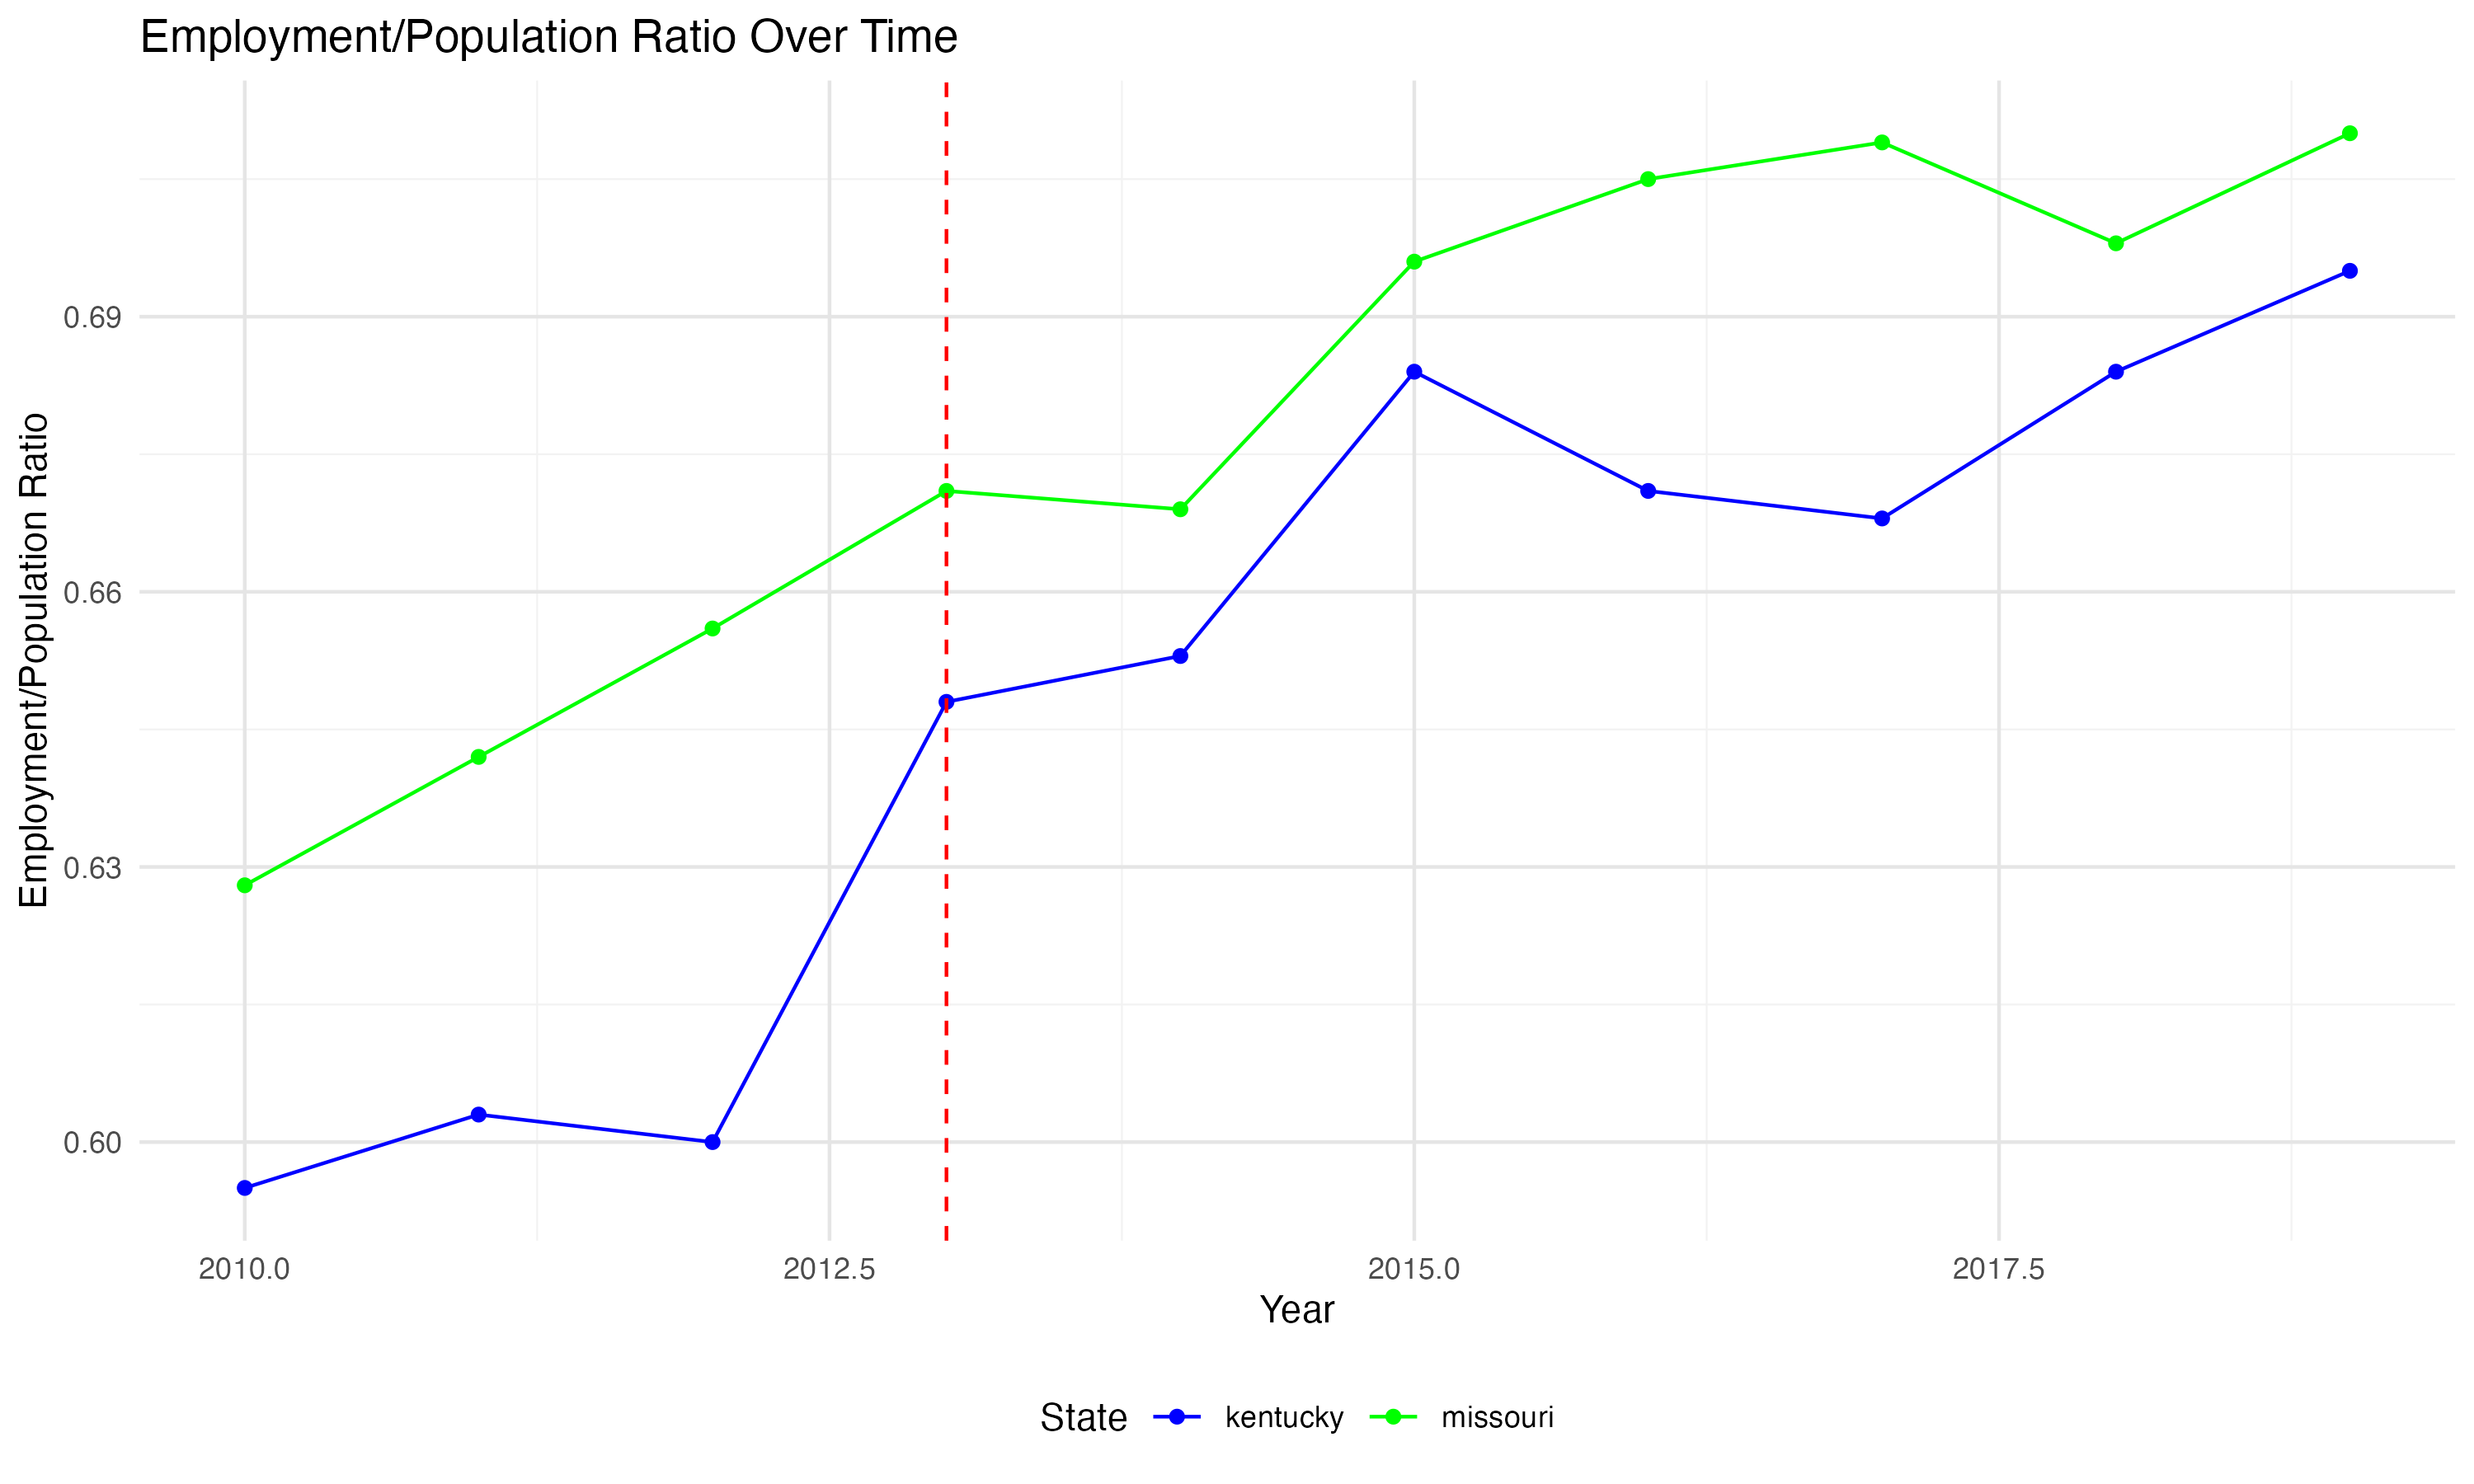 Employment/Population Ratio Over Time
Employment/Population Ratio
0.69
0.66
0.63
0.60
2010.0 2012.5 2015.0 2017.5
Year
State kentucky missouri